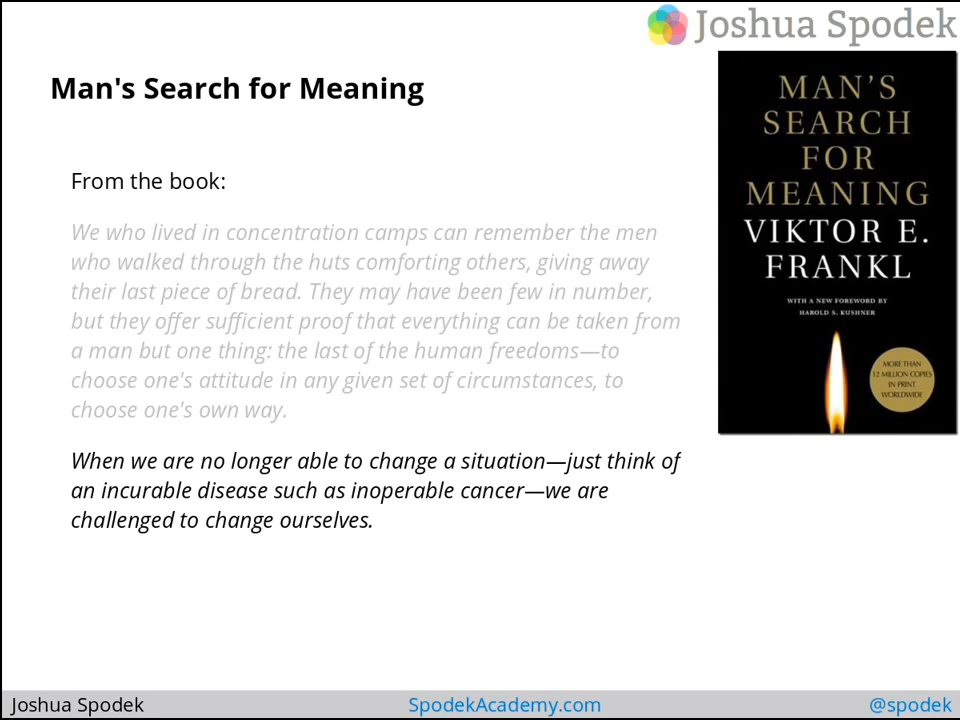 Joshua Spodek
Man's Search for Meaning
From the book:
We who lived in concentration camps can remember the men
who walked through the huts comforting others, giving away
their last piece of bread. They may have been few in number,
but they offer sufficient proof that everything can be taken from
a man but one thing: the last of the human freedoms—to
choose one's attitude in any given set of circumstances, to
choose one's own way.
When we are no longer able to change a situation—just think of
an incurable disease such as inoperable cancer—we are
challenged to change ourselves.
MAN'S
SEARCH
FOR
MEANING
VIKTOR E.
FRANKL
WITH A NEW FOREWORD BY
HAROLD S. KUSHNER
MORE THAN
12 MILLION COPIES
IN PRINT
WORLDWIDE!
Joshua Spodek
SpodekAcademy.com
@spodek